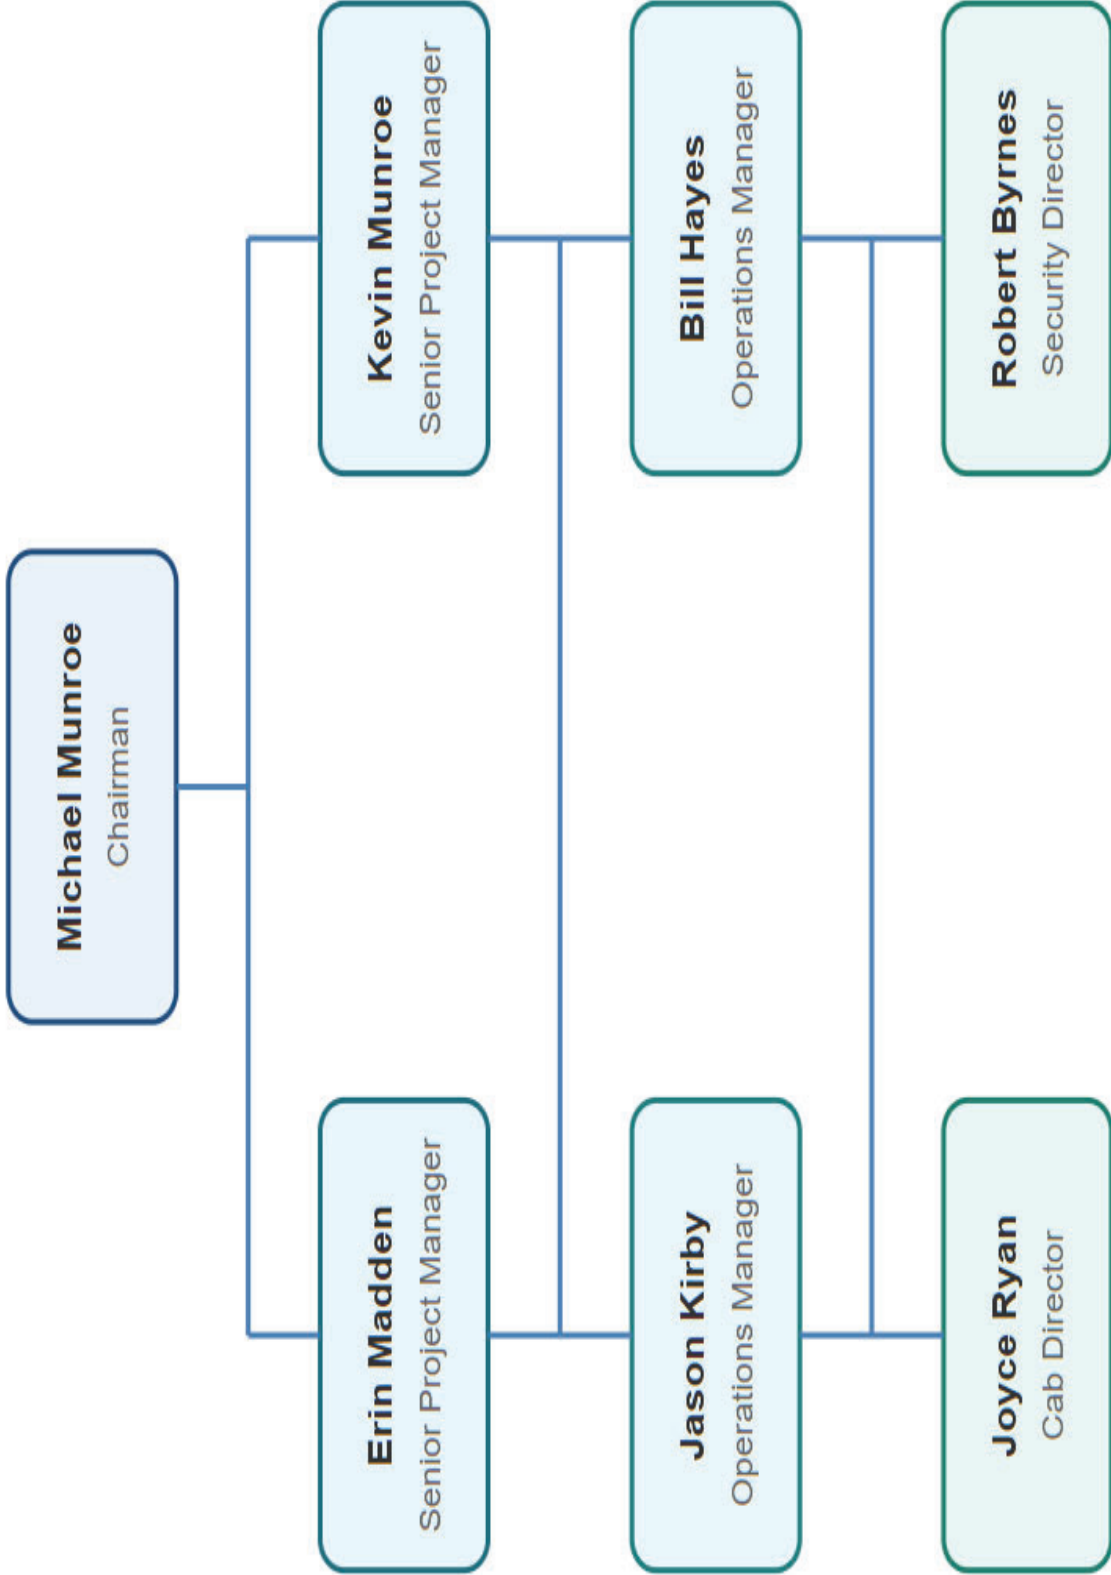 Michael Munroe
Chairman
Erin Madden
Senior Project Manager
Kevin Munroe
Senior Project Manager
Jason Kirby
Operations Manager
Bill Hayes
Operations Manager
Joyce Ryan
Cab Director
Robert Byrnes
Security Director